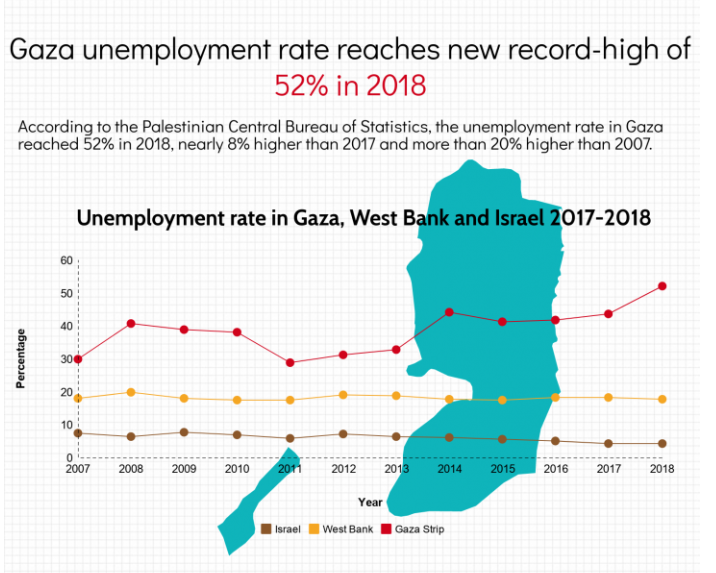 Gaza unemployment rate reaches new record-high of
52% in 2018
According to the Palestinian Central Bureau of Statistics, the unemployment rate in Gaza
reached 52% in 2018, nearly 8% higher than 2017 and more than 20% higher than 2007.
Unemployment rate in Gaza, West Bank and Israel 2017-2018
Percentage
60
50
40
30
20
10
0
2007 2008 2009 2010 2011 2012 2013 2014 2015 2016 2017 2018
Year
Israel West Bank Gaza Strip